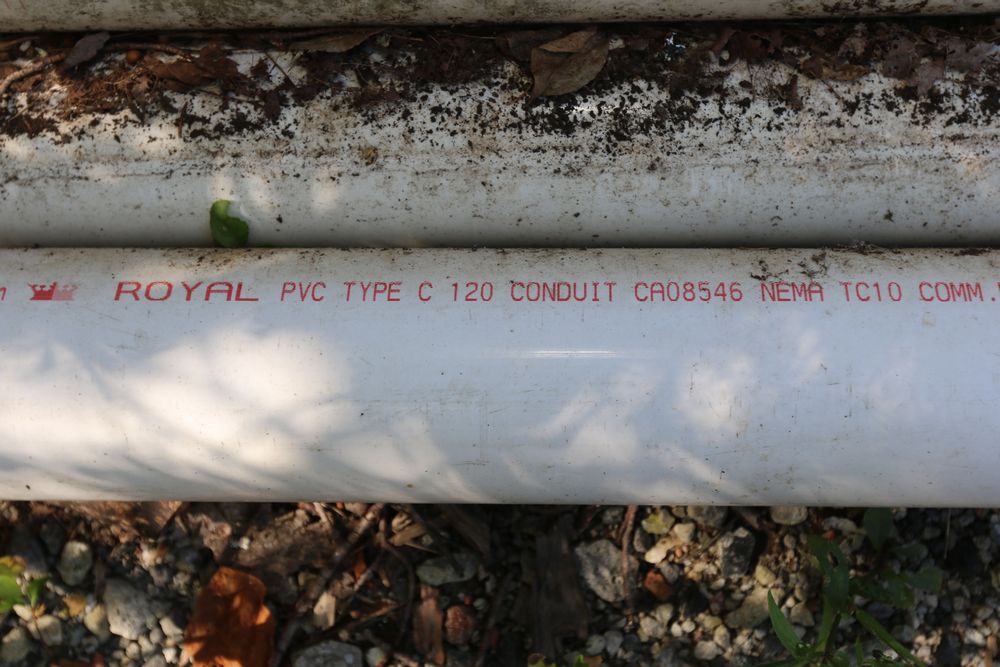 ROYAL PVC TYPE C 120 CONDUIT CA08546 NEMA TC10 COMM.